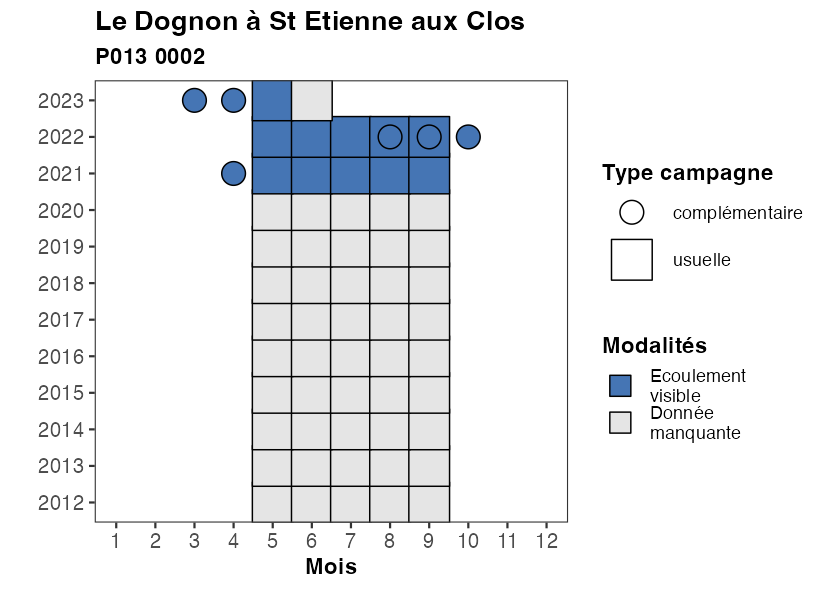 Le Dognon à St Etienne aux Clos
P013 0002
2023
2022
2021
2020
2019
2018
2017
2016
2015
2014
2013
2012
1 2 3 4 5 6 7 8 9 10 11 12
Mois
Type campagne
complémentaire
usuelle
Modalités
Ecoulement
visible
Donnée
manquante